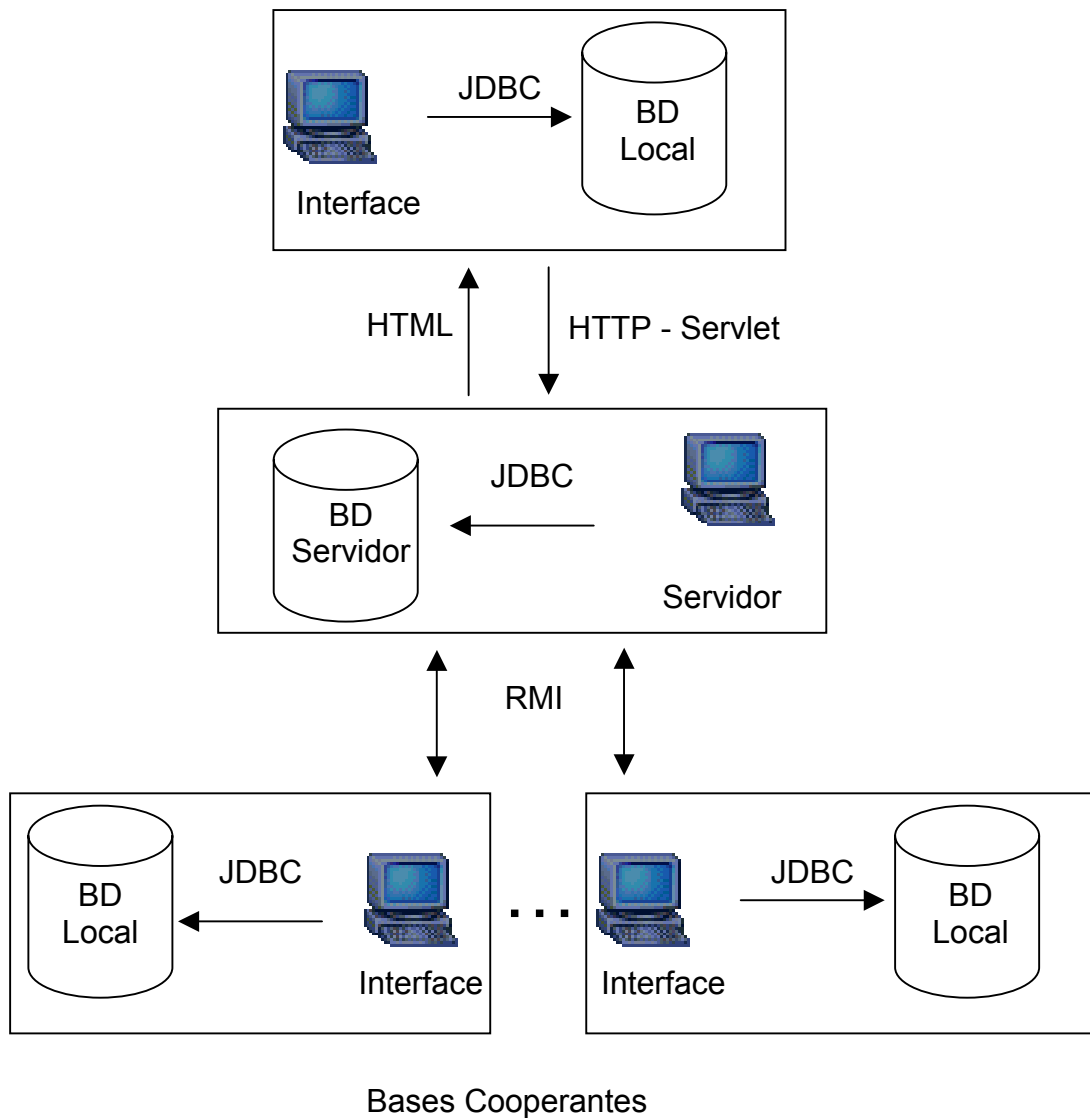 JDBC
BD
Local
Interface
HTML
HTTP - Servlet
JDBC
BD
Servidor
Servidor
RMI
JDBC
BD
Local
Interface
...
JDBC
BD
Local
Interface
Bases Cooperantes